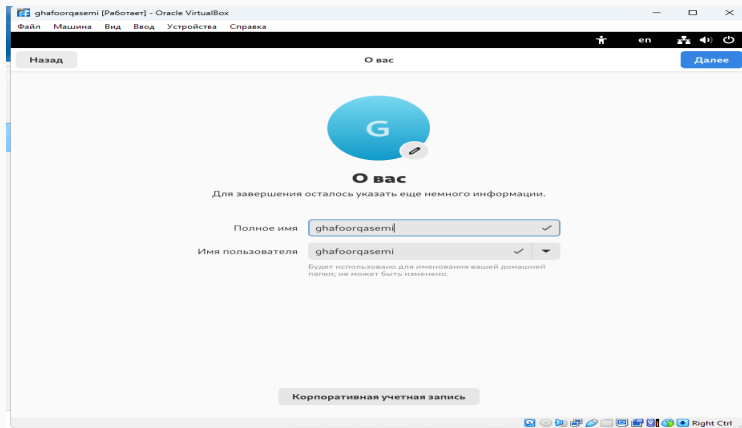 ghafoorqasemi [Работает] - Oracle VirtualBox
Файл Машина Вид Ввод Устройства Справка
en
Назад О вас Далее
G
О вас
Для завершения осталось указать еще немного информации.
Полное имя ghafoorqasemi
Имя пользователя ghafoorqasemi
Будет использовано для именования вашей домашней
папки; не может быть изменено.
Корпоративная учетная запись
Right Ctrl